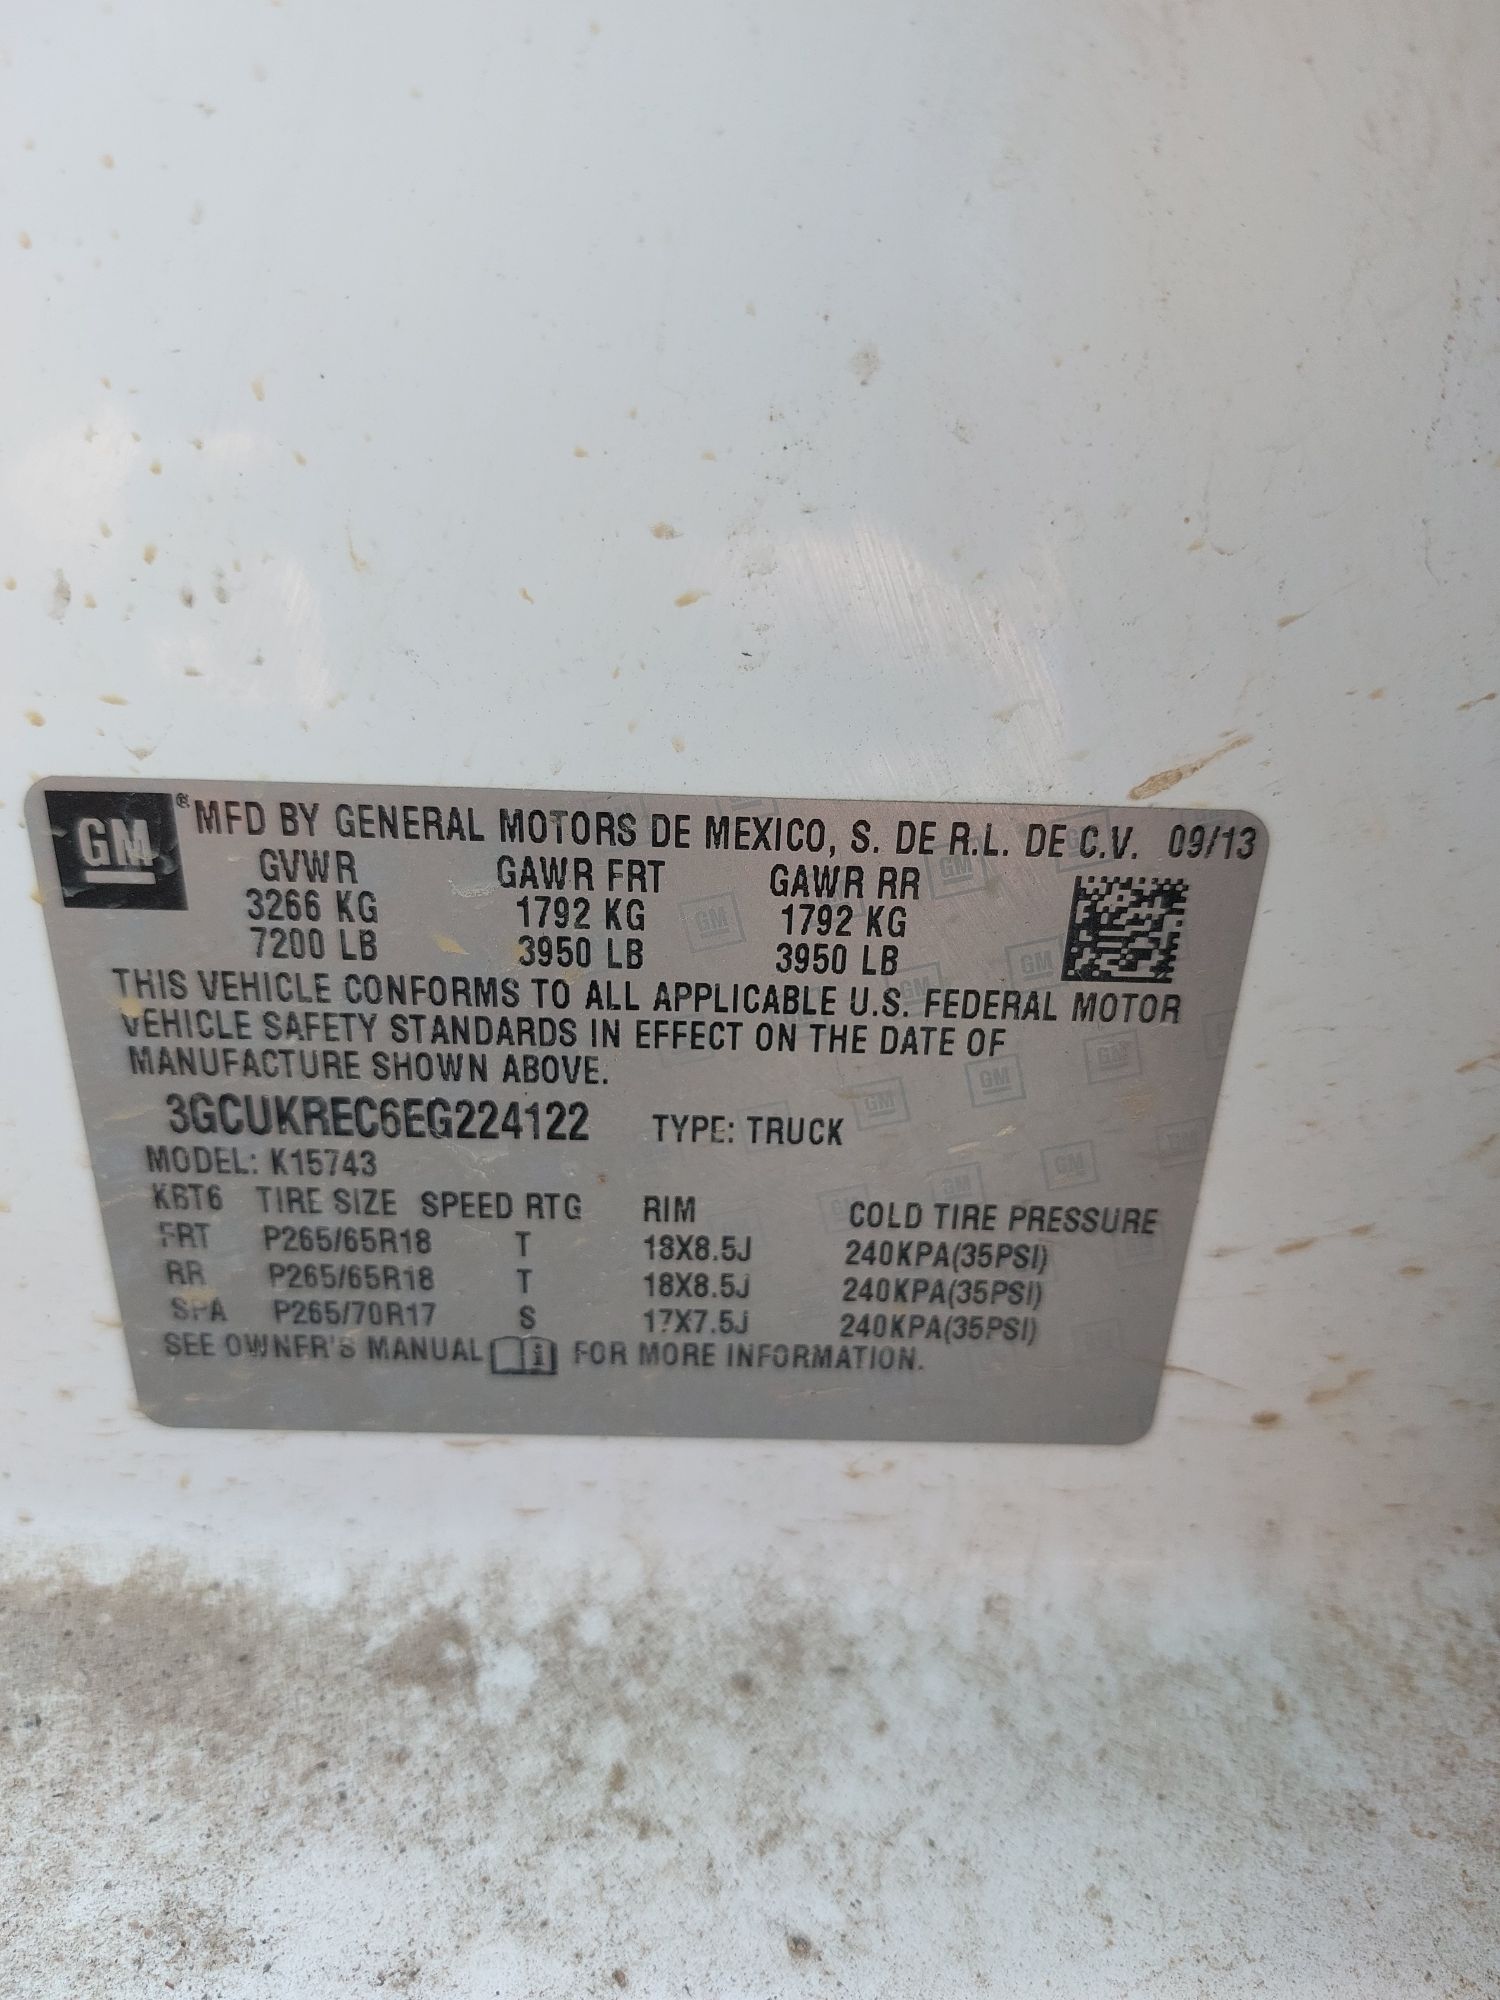 GM ® MFD BY GENERAL MOTORS DE MEXICO, S. DE R.L. DE C.V. 09/13
GVWR GAWR FRT GAWR RR
3266 KG 1792 KG 1792 KG
7200 LB 3950 LB 3950 LB
THIS VEHICLE CONFORMS TO ALL APPLICABLE U.S. FEDERAL MOTOR
VEHICLE SAFETY STANDARDS IN EFFECT ON THE DATE OF
MANUFACTURE SHOWN ABOVE.
3GCUKREC6EG224122 TYPE: TRUCK
MODEL: K15743
KBT6 TIRE SIZE SPEED RTG RIM COLD TIRE PRESSURE
FRT P265/65R18 T 18X8.5J 240KPA(35PSI)
RR P265/65R18 T 18X8.5J 240KPA(35PSI)
SPA P265/70R17 S 17X7.5J 240KPA(35PSI)
SEE OWNER'S MANUAL FOR MORE INFORMATION.